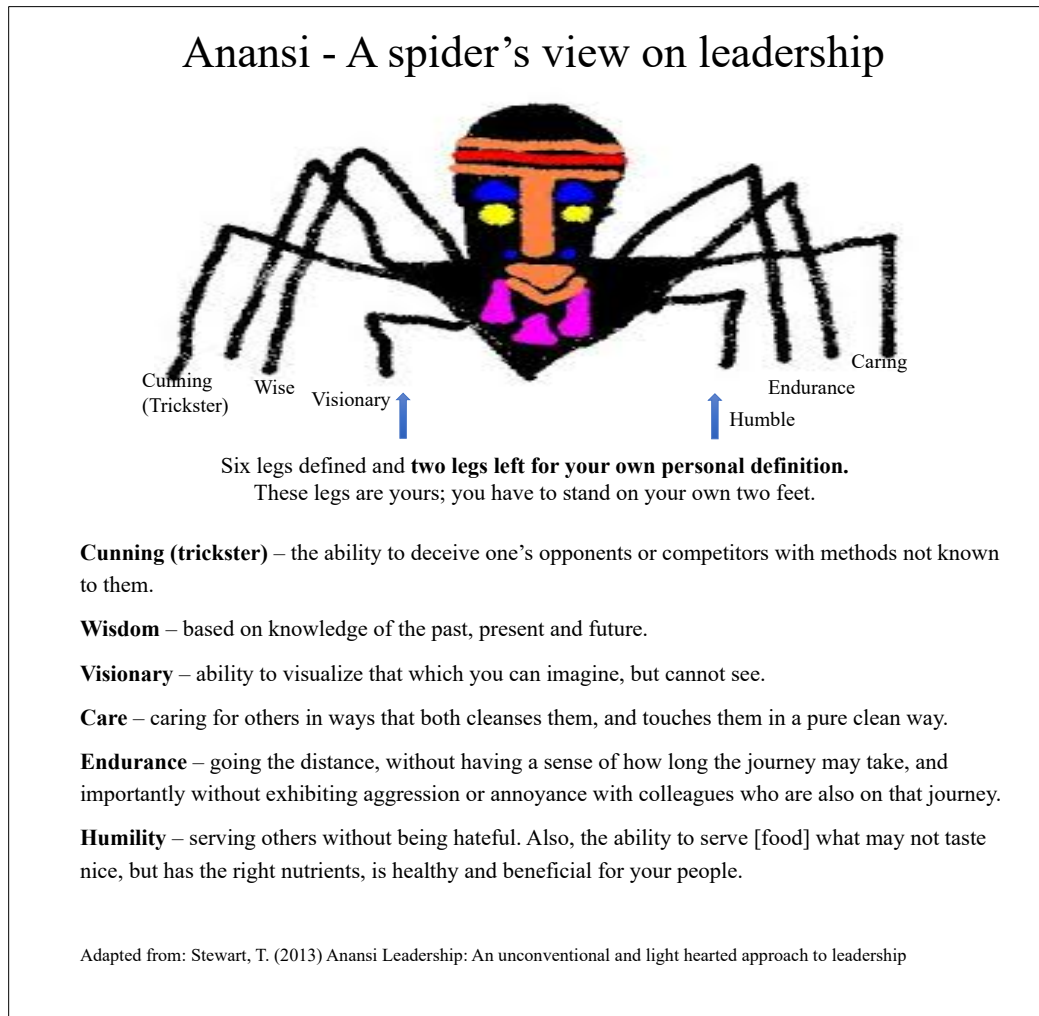 Anansi - A spider’s view on leadership
Cunning
(Trickster)
Wise
Visionary
Humble
Endurance
Caring
Six legs defined and two legs left for your own personal definition.
These legs are yours; you have to stand on your own two feet.
Cunning (trickster) – the ability to deceive one’s opponents or competitors with methods not known
to them.
Wisdom – based on knowledge of the past, present and future.
Visionary – ability to visualize that which you can imagine, but cannot see.
Care – caring for others in ways that both cleanses them, and touches them in a pure clean way.
Endurance – going the distance, without having a sense of how long the journey may take, and
importantly without exhibiting aggression or annoyance with colleagues who are also on that journey.
Humility – serving others without being hateful. Also, the ability to serve [food] what may not taste
nice, but has the right nutrients, is healthy and beneficial for your people.
Adapted from: Stewart, T. (2013) Anansi Leadership: An unconventional and light hearted approach to leadership